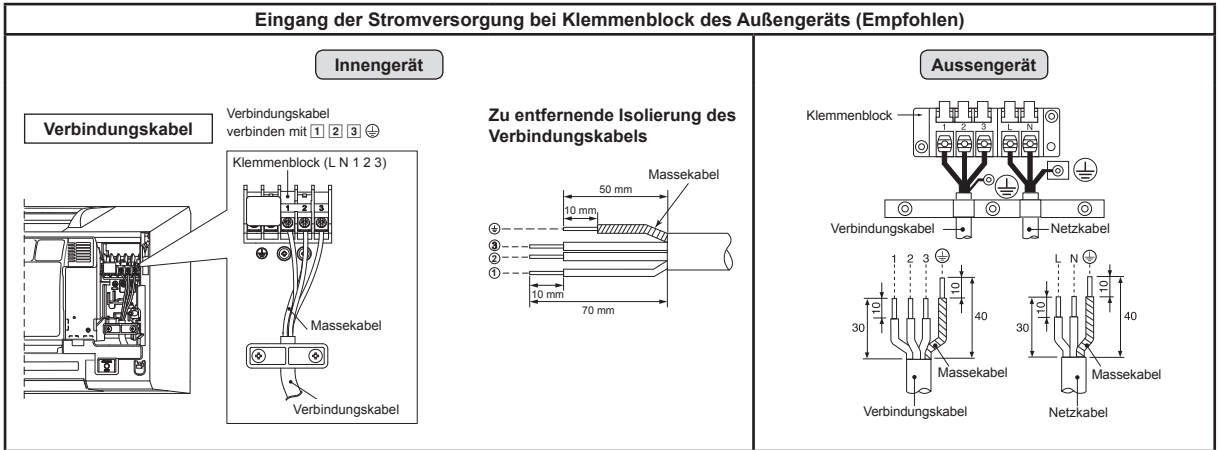 Eingang der Stromversorgung bei Klemmenblock des Außengeräts (Empfohlen)
Innengerät
Verbindungskabel
Verbindungskabel
verbinden mit 1 2 3 ⏚
Klemmenblock (L N 1 2 3)
1 2 3
Massekabel
Verbindungskabel
Zu entfernende Isolierung des
Verbindungskabels
Massekabel
50 mm
10 mm
3
2
1
10 mm
70 mm
Aussengerät
Klemmenblock
1 2 3 L N
Verbindungskabel
Netzkabel
1 2 3
10
10
30
40
Massekabel
Verbindungskabel
L N
10
10
30
40
Massekabel
Netzkabel